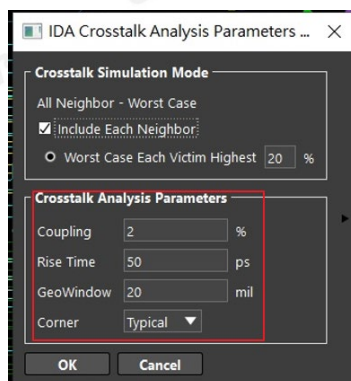 IDA Crosstalk Analysis Parameters ...
Crosstalk Simulation Mode
All Neighbor - Worst Case
Include Each Neighbor
Worst Case Each Victim Highest 20 %
Crosstalk Analysis Parameters
Coupling 2 %
Rise Time 50 ps
GeoWindow 20 mil
Corner Typical
OK Cancel